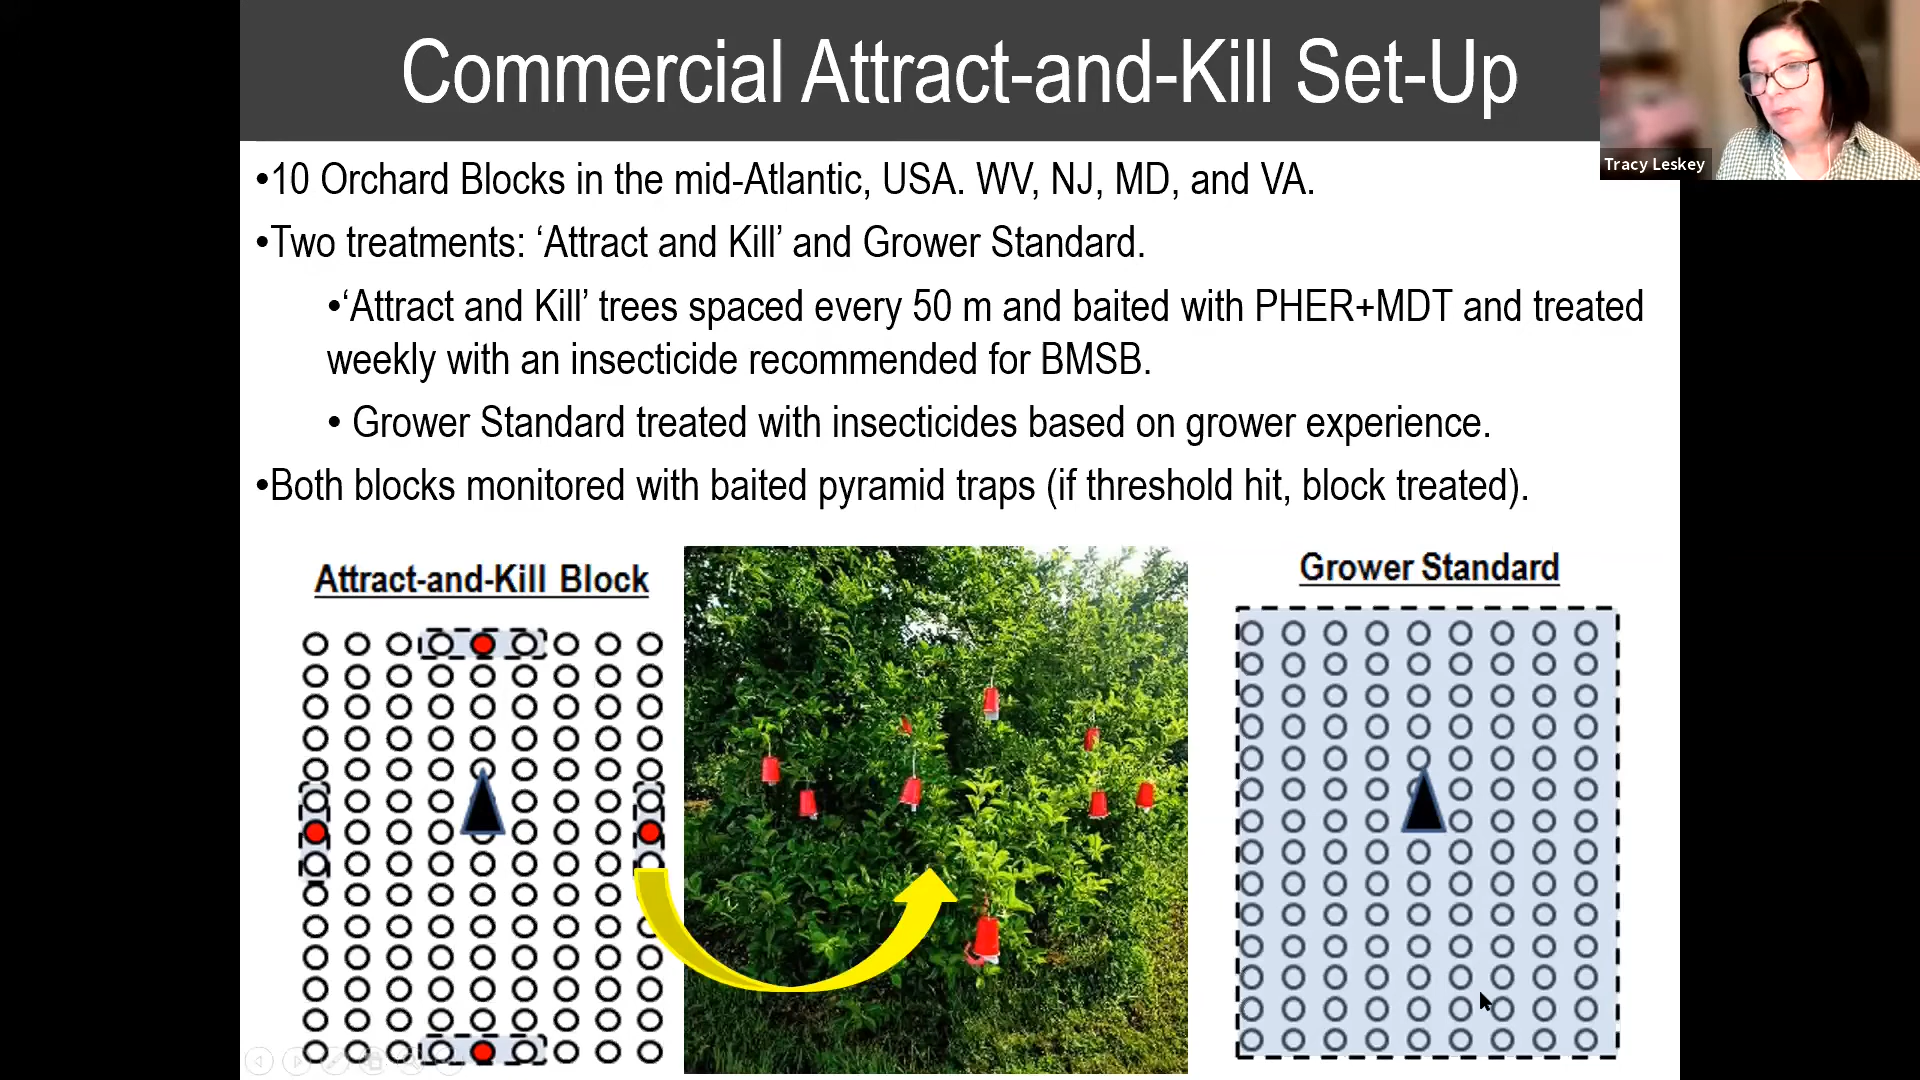 Commercial Attract-and-Kill Set-Up
Tracy Leskey
•10 Orchard Blocks in the mid-Atlantic, USA. WV, NJ, MD, and VA.
•Two treatments: ‘Attract and Kill’ and Grower Standard.
•‘Attract and Kill’ trees spaced every 50 m and baited with PHER+MDT and treated
weekly with an insecticide recommended for BMSB.
• Grower Standard treated with insecticides based on grower experience.
•Both blocks monitored with baited pyramid traps (if threshold hit, block treated).
Attract-and-Kill Block
Grower Standard